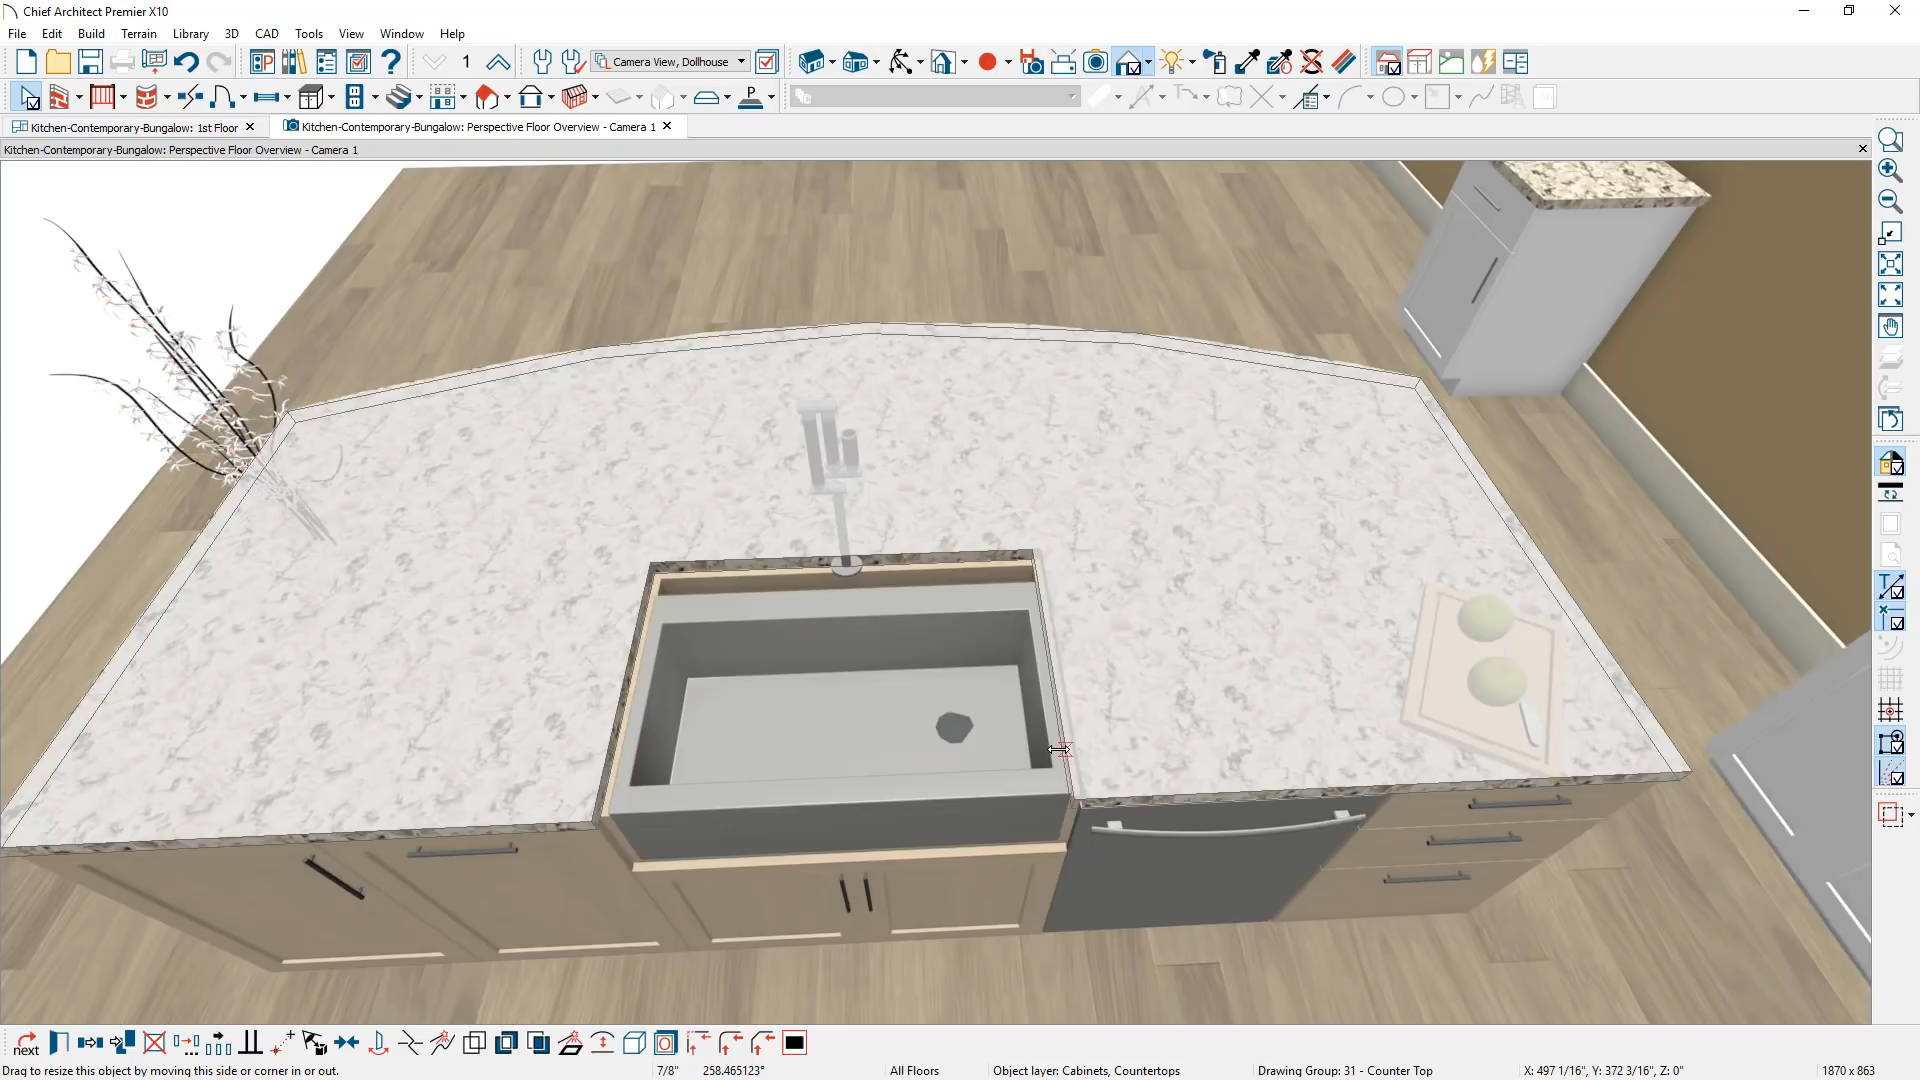 Chief Architect Premier X10
File Edit Build Terrain Library 3D Tools View Window Help
1 Camera View, Dollhouse
P
Kitchen-Contemporary-Bungalow: 1st Floor Kitchen-Contemporary-Bungalow: Perspective Floor Overview - Camera 1
Kitchen-Contemporary-Bungalow: Perspective Floor Overview - Camera 1
next
Drag to resize this object by moving this side or corner in or out. 7/8" 258.465123° All Floors Object layer: Cabinets, Countertops Drawing Group: 31 - Counter Top X: 497 1/16", Y: 372 3/16", Z: 0" 1870 x 863